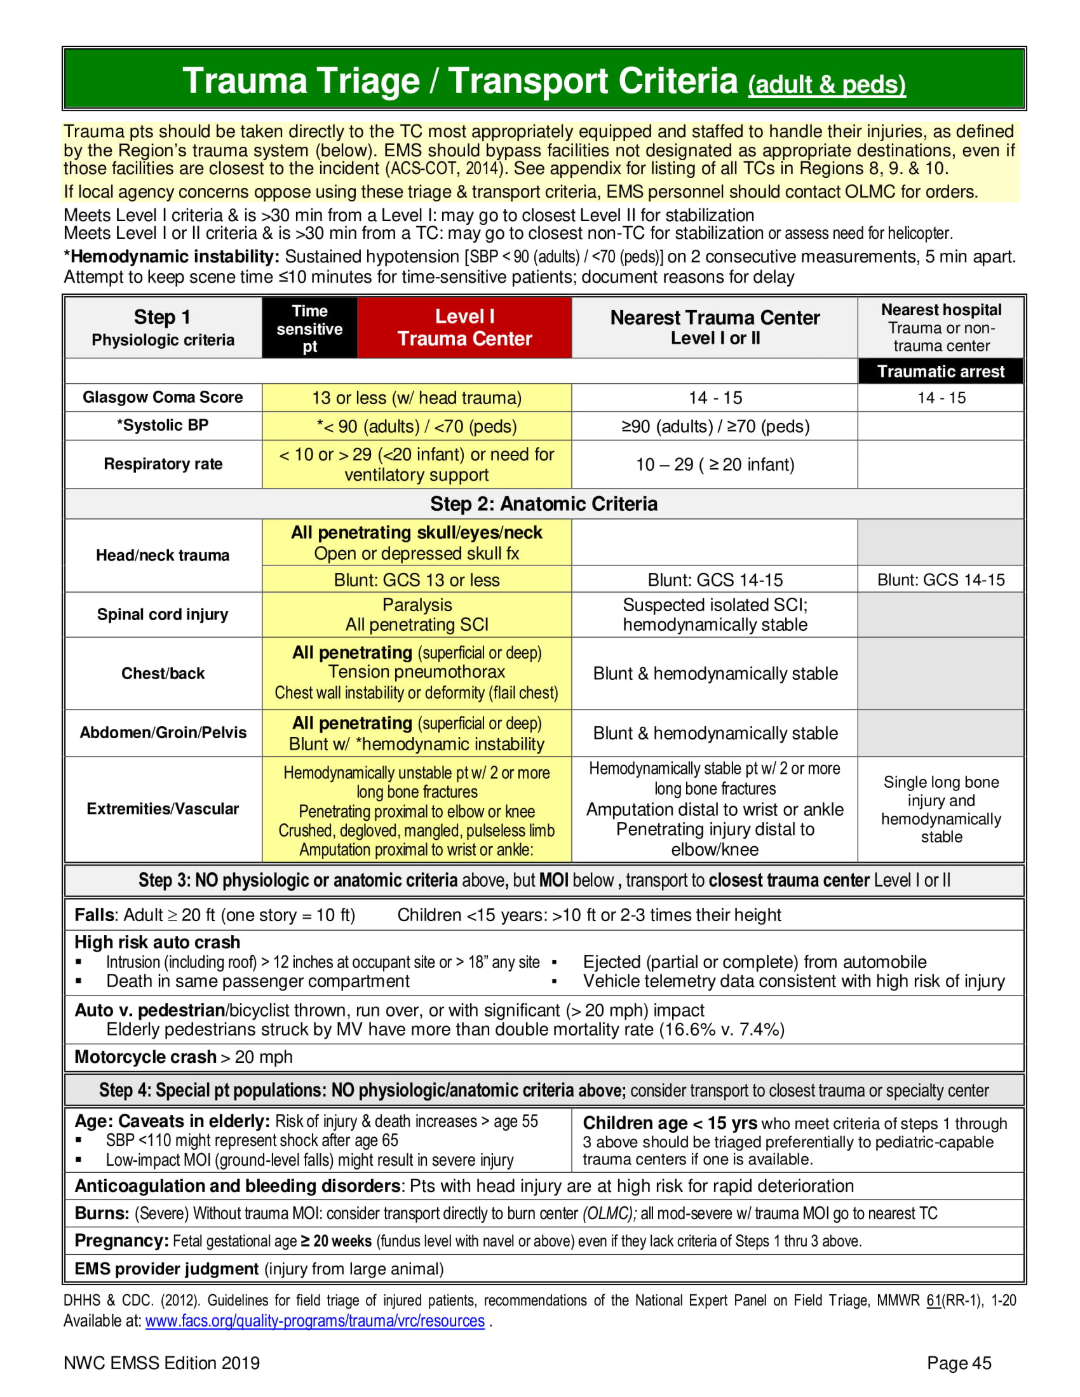 Trauma Triage / Transport Criteria (adult & peds)
Trauma pts should be taken directly to the TC most appropriately equipped and staffed to handle their injuries, as defined
by the Region's trauma system (below). EMS should bypass facilities not designated as appropriate destinations, even if
those facilities are closest to the incident (ACS-COT, 2014). See appendix for listing of all TCs in Regions 8, 9. & 10.
If local agency concerns oppose using these triage & transport criteria, EMS personnel should contact OLMC for orders.
Meets Level I criteria & is >30 min from a Level I: may go to closest Level II for stabilization
Meets Level I or II criteria & is >30 min from a TC: may go to closest non-TC for stabilization or assess need for helicopter.
*Hemodynamic instability: Sustained hypotension [SBP < 90 (adults) / <70 (peds)] on 2 consecutive measurements, 5 min apart.
Attempt to keep scene time ≤10 minutes for time-sensitive patients; document reasons for delay
Step 1
Physiologic criteria
Time
sensitive
pt
Level I
Trauma Center
Nearest Trauma Center
Level I or II
Nearest hospital
Trauma or non-
trauma center
Traumatic arrest
Glasgow Coma Score
13 or less (w/ head trauma)
14 - 15
14 - 15
*Systolic BP
*< 90 (adults) / <70 (peds)
≥90 (adults) / ≥70 (peds)
Respiratory rate
< 10 or > 29 (<20 infant) or need for
ventilatory support
10 – 29 ( ≥ 20 infant)
Step 2: Anatomic Criteria
Head/neck trauma
All penetrating skull/eyes/neck
Open or depressed skull fx
Blunt: GCS 13 or less
Blunt: GCS 14-15
Blunt: GCS 14-15
Spinal cord injury
Paralysis
All penetrating SCI
Suspected isolated SCI;
hemodynamically stable
Chest/back
All penetrating (superficial or deep)
Tension pneumothorax
Chest wall instability or deformity (flail chest)
Blunt & hemodynamically stable
Abdomen/Groin/Pelvis
All penetrating (superficial or deep)
Blunt w/ *hemodynamic instability
Blunt & hemodynamically stable
Extremities/Vascular
Hemodynamically unstable pt w/ 2 or more
long bone fractures
Penetrating proximal to elbow or knee
Crushed, degloved, mangled, pulseless limb
Amputation proximal to wrist or ankle:
Hemodynamically stable pt w/ 2 or more
long bone fractures
Amputation distal to wrist or ankle
Penetrating injury distal to
elbow/knee
Single long bone
injury and
hemodynamically
stable
Step 3: NO physiologic or anatomic criteria above, but MOI below , transport to closest trauma center Level I or II
Falls: Adult ≥ 20 ft (one story = 10 ft) Children <15 years: >10 ft or 2-3 times their height
High risk auto crash
▪ Intrusion (including roof) > 12 inches at occupant site or > 18" any site
▪ Death in same passenger compartment
▪ Ejected (partial or complete) from automobile
▪ Vehicle telemetry data consistent with high risk of injury
Auto v. pedestrian/bicyclist thrown, run over, or with significant (> 20 mph) impact
Elderly pedestrians struck by MV have more than double mortality rate (16.6% v. 7.4%)
Motorcycle crash > 20 mph
Step 4: Special pt populations: NO physiologic/anatomic criteria above; consider transport to closest trauma or specialty center
Age: Caveats in elderly: Risk of injury & death increases > age 55
▪ SBP <110 might represent shock after age 65
▪ Low-impact MOI (ground-level falls) might result in severe injury
Children age < 15 yrs who meet criteria of steps 1 through
3 above should be triaged preferentially to pediatric-capable
trauma centers if one is available.
Anticoagulation and bleeding disorders: Pts with head injury are at high risk for rapid deterioration
Burns: (Severe) Without trauma MOI: consider transport directly to burn center (OLMC); all mod-severe w/ trauma MOI go to nearest TC
Pregnancy: Fetal gestational age ≥ 20 weeks (fundus level with navel or above) even if they lack criteria of Steps 1 thru 3 above.
EMS provider judgment (injury from large animal)
DHHS & CDC. (2012). Guidelines for field triage of injured patients, recommendations of the National Expert Panel on Field Triage, MMWR 61(RR-1), 1-20
Available at: www.facs.org/quality-programs/trauma/vrc/resources .
NWC EMSS Edition 2019
Page 45